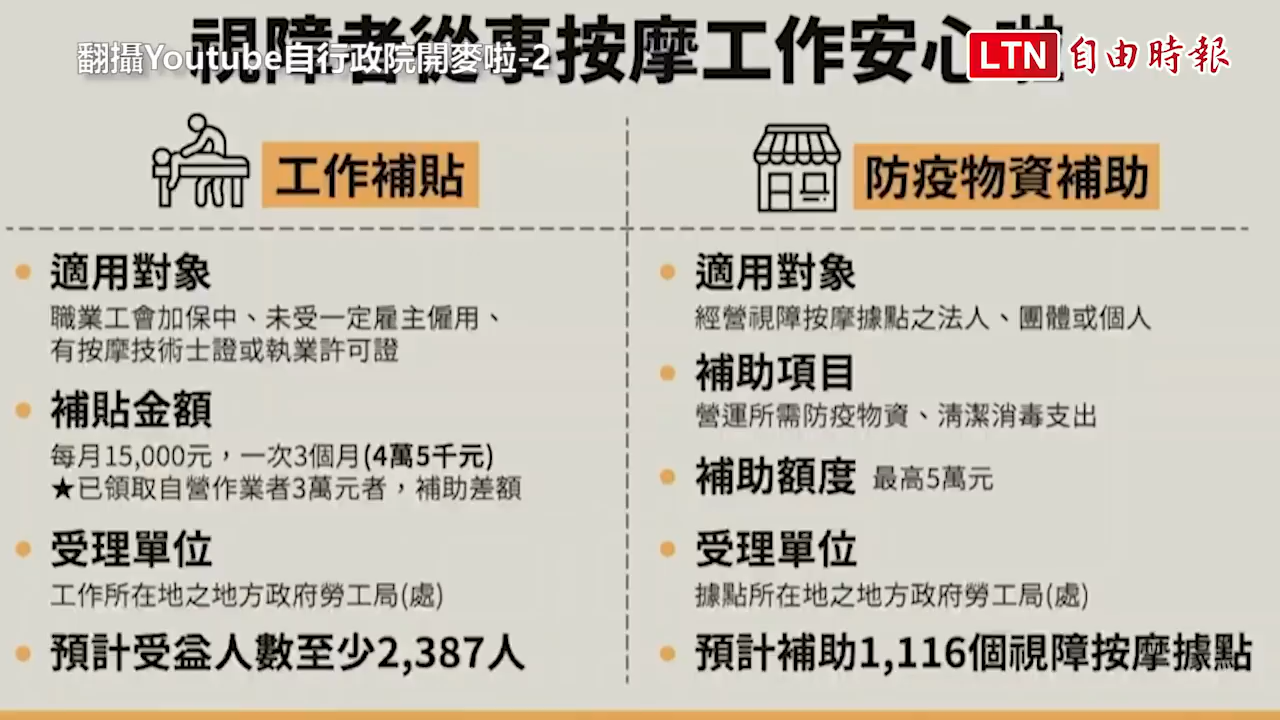 視障者從事按摩工作安心啦
翻攝Youtube自行政院開麥啦-2
LTN 自由時報
工作補貼
適用對象
職業工會加保中、未受一定雇主僱用、
有按摩技術士證或執業許可證
補貼金額
每月15,000元，一次3個月(4萬5千元)
★已領取自營作業者3萬元者，補助差額
受理單位
工作所在地之地方政府勞工局(處)
預計受益人數至少2,387人
防疫物資補助
適用對象
經營視障按摩據點之法人、團體或個人
補助項目
營運所需防疫物資、清潔消毒支出
補助額度 最高5萬元
受理單位
據點所在地之地方政府勞工局(處)
預計補助1,116個視障按摩據點